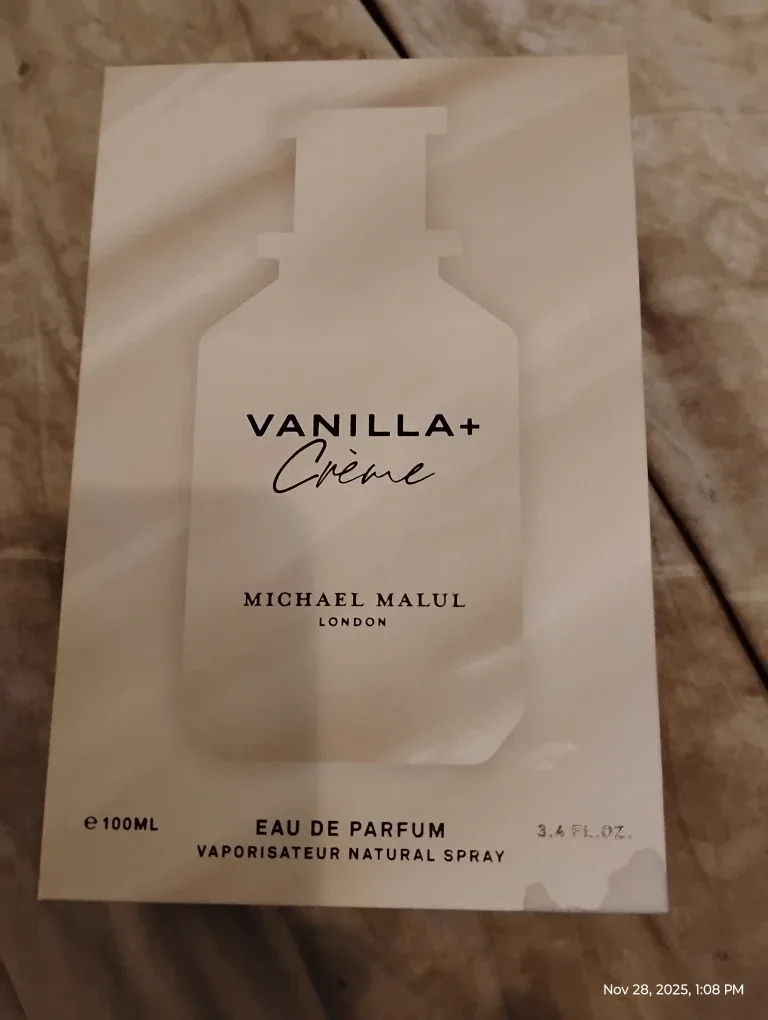 VANILLA+
Crème
MICHAEL MALUL
LONDON
℮100ML
EAU DE PARFUM
3.4 FL.OZ.
VAPORISATEUR NATURAL SPRAY
Nov 28, 2025, 1:08 PM